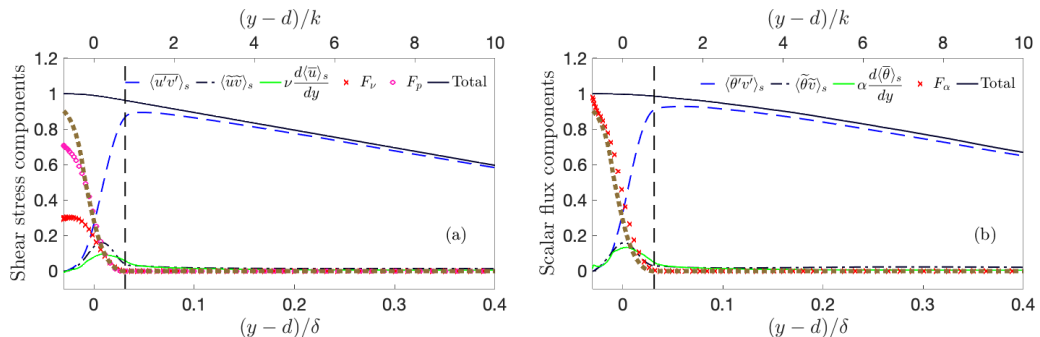 (y − d)/k
0 2 4 6 8 10
1.2
⟨u′v′⟩s ⟨ũṽ⟩s ν d⟨u̅⟩s/dy Fν Fp Total
1
0.8
0.6
0.4
0.2
0
Shear stress components
(a)
0 0.1 0.2 0.3 0.4
(y − d)/δ
(y − d)/k
0 2 4 6 8 10
1.2
⟨θ′v′⟩s ⟨θ̃ṽ⟩s α d⟨θ̅⟩s/dy Fα Total
1
0.8
0.6
0.4
0.2
0
Scalar flux components
(b)
0 0.1 0.2 0.3 0.4
(y − d)/δ